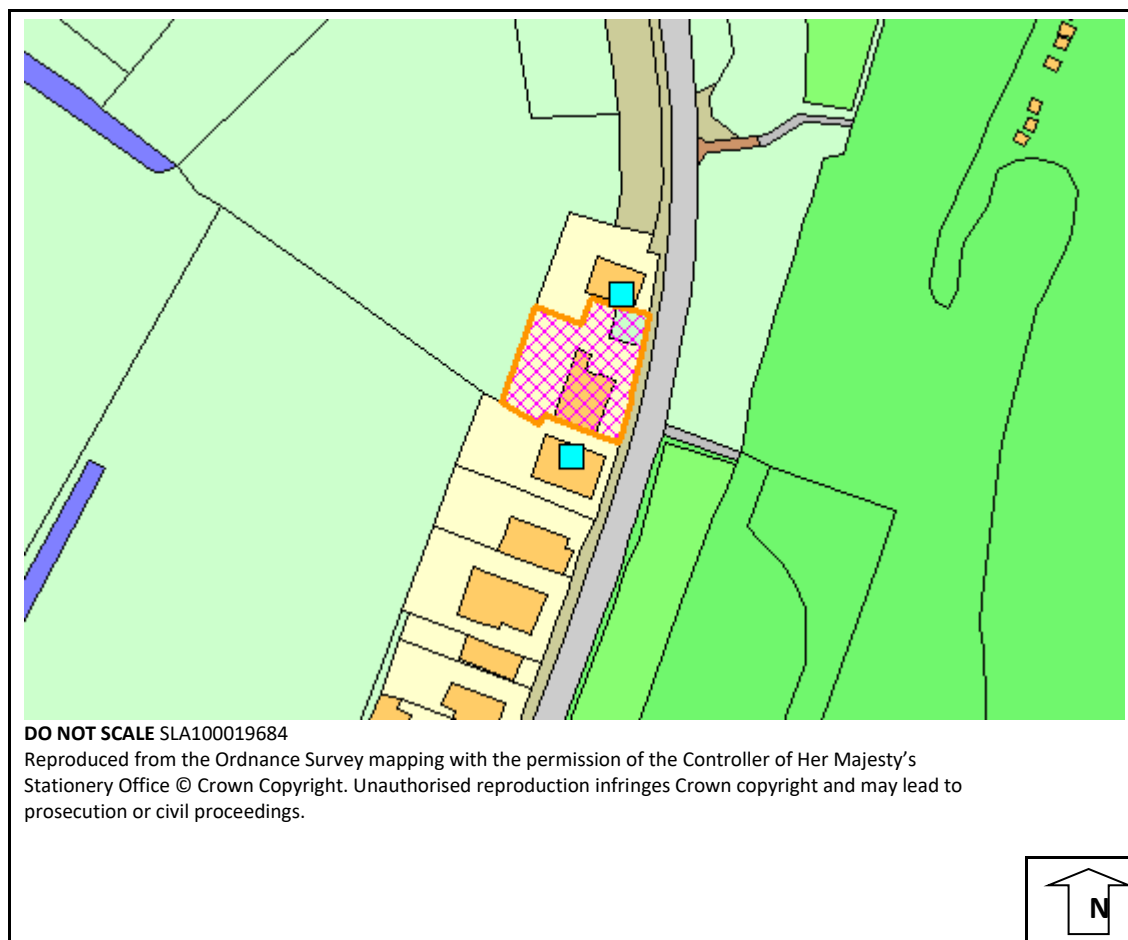 DO NOT SCALE SLA100019684
Reproduced from the Ordnance Survey mapping with the permission of the Controller of Her Majesty’s
Stationery Office © Crown Copyright. Unauthorised reproduction infringes Crown copyright and may lead to
prosecution or civil proceedings.
N